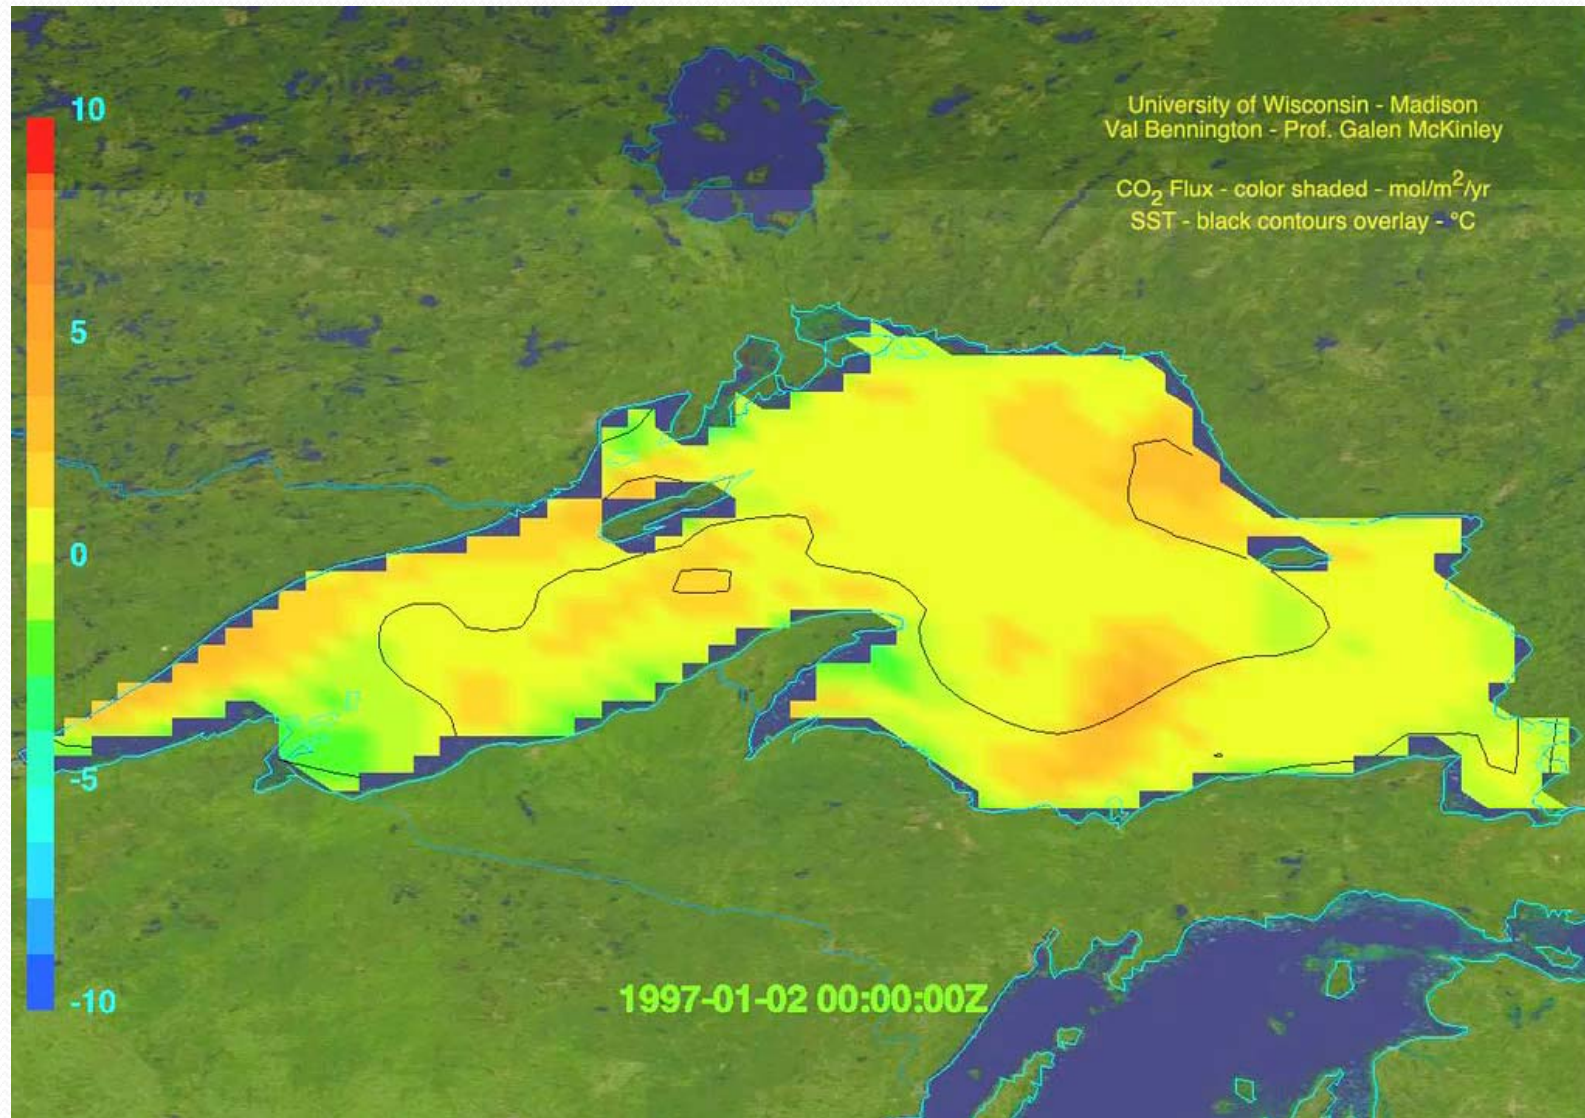 University of Wisconsin - Madison
Val Bennington - Prof. Galen McKinley
CO₂ Flux - color shaded - mol/m²/yr
SST - black contours overlay - °C
10
5
0
-5
-10
1997-01-02 00:00:00Z